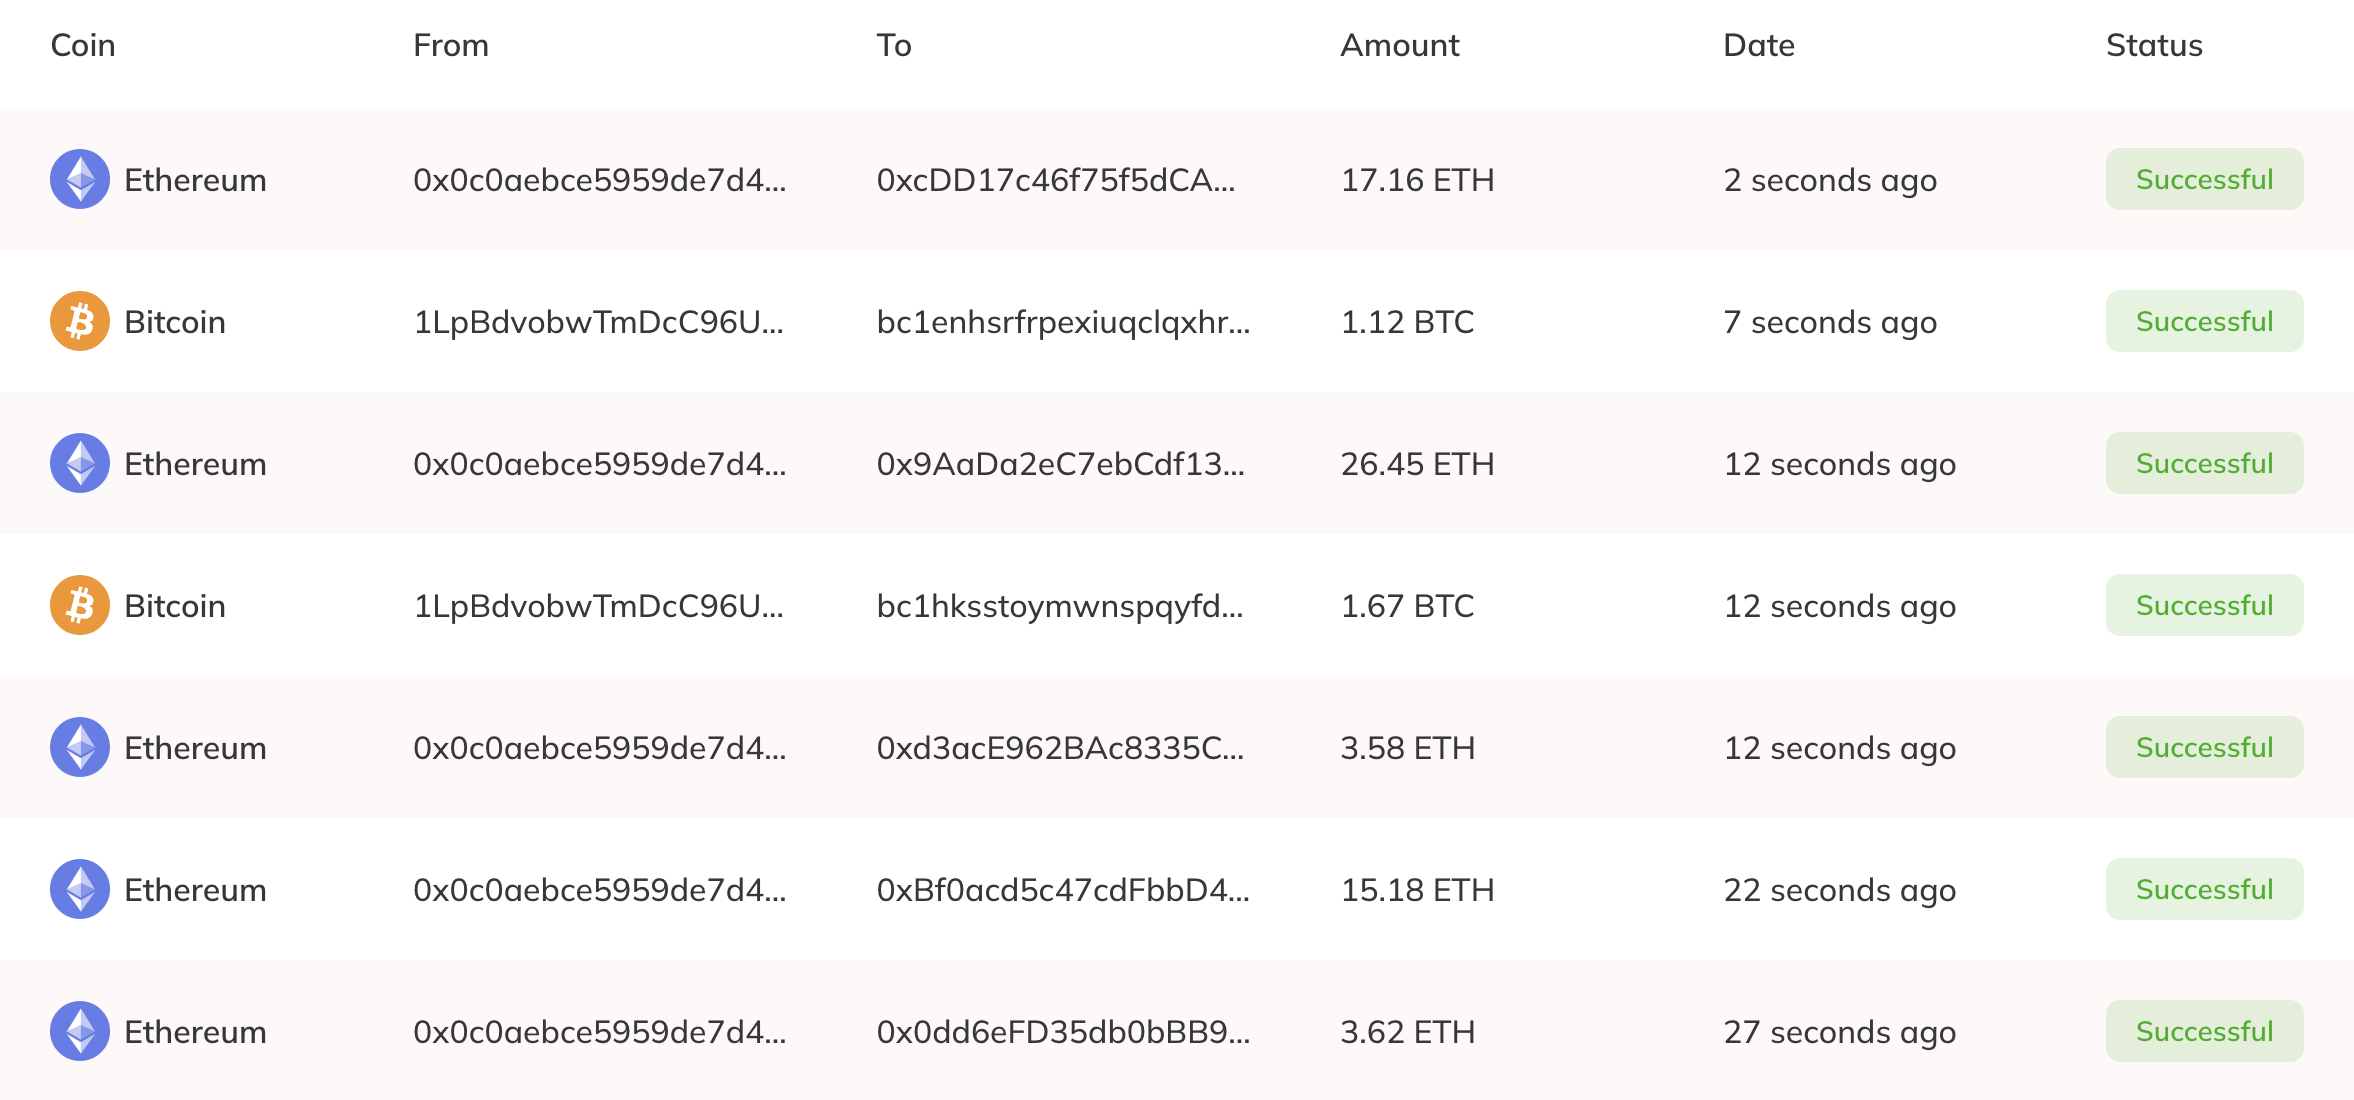 Coin From To Amount Date Status
Ethereum 0x0c0aebce5959de7d4... 0xcDD17c46f75f5dCA... 17.16 ETH 2 seconds ago Successful
Bitcoin 1LpBdvobwTmDcC96U... bc1enhsrfrpexiuqclqxhr... 1.12 BTC 7 seconds ago Successful
Ethereum 0x0c0aebce5959de7d4... 0x9AaDa2eC7ebCdf13... 26.45 ETH 12 seconds ago Successful
Bitcoin 1LpBdvobwTmDcC96U... bc1hksstoymwnspqyfd... 1.67 BTC 12 seconds ago Successful
Ethereum 0x0c0aebce5959de7d4... 0xd3acE962BAc8335C... 3.58 ETH 12 seconds ago Successful
Ethereum 0x0c0aebce5959de7d4... 0xBf0acd5c47cdFbbD4... 15.18 ETH 22 seconds ago Successful
Ethereum 0x0c0aebce5959de7d4... 0x0dd6eFD35db0bBB9... 3.62 ETH 27 seconds ago Successful